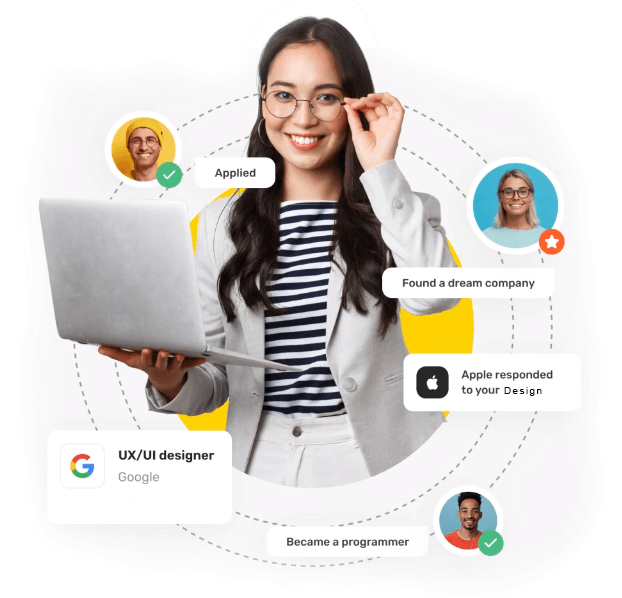 Applied
Found a dream company
Apple responded
to your Design
UX/UI designer
Google
Became a programmer